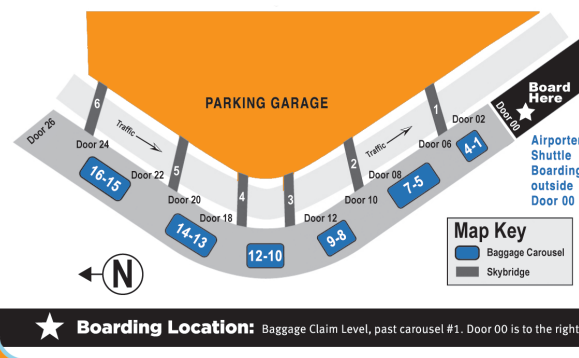 PARKING GARAGE
Board
Here
Door 00
Airporter
Shuttle
Boarding
outside
Door 00
6
5
4
3
2
1
Traffic
Traffic
Door 26
Door 24
Door 22
Door 20
Door 18
Door 12
Door 10
Door 08
Door 06
Door 02
16-15
14-13
12-10
9-8
7-5
4-1
N
Map Key
Baggage Carousel
Skybridge
Boarding Location: Baggage Claim Level, past carousel #1. Door 00 is to the right